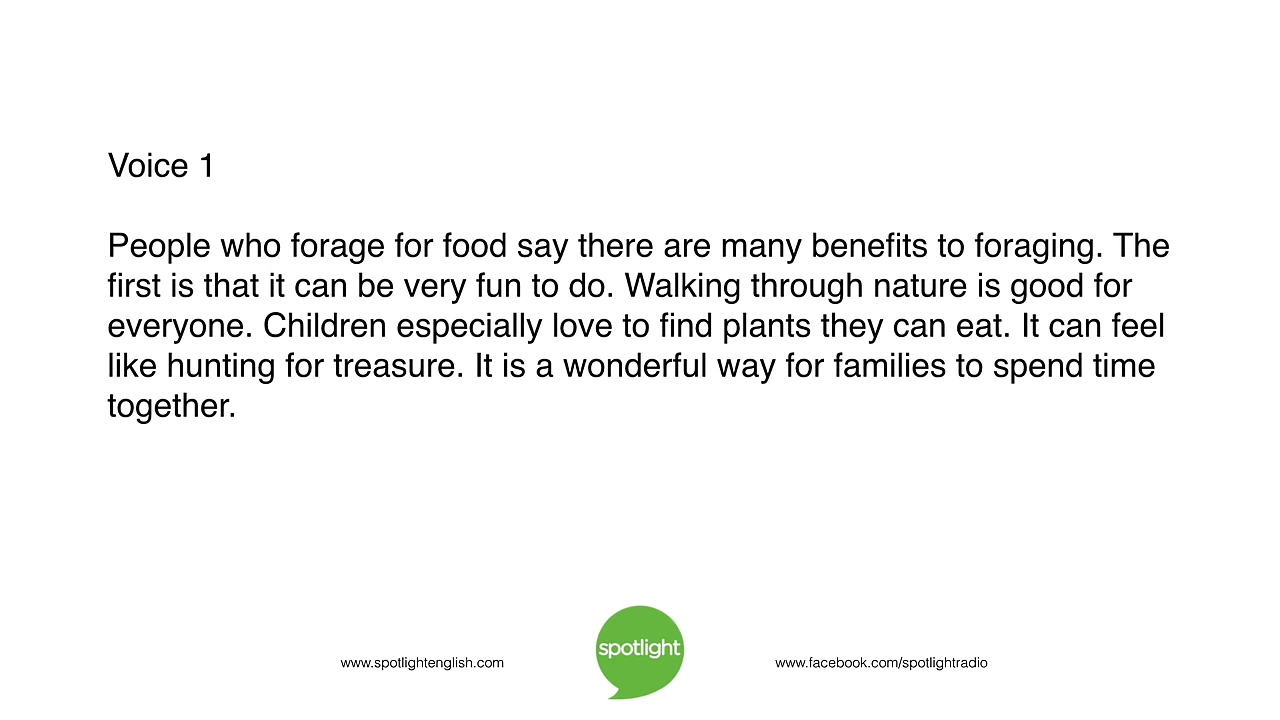 Voice 1
People who forage for food say there are many benefits to foraging. The
first is that it can be very fun to do. Walking through nature is good for
everyone. Children especially love to find plants they can eat. It can feel
like hunting for treasure. It is a wonderful way for families to spend time
together.
www.spotlightenglish.com
spotlight
www.facebook.com/spotlightradio